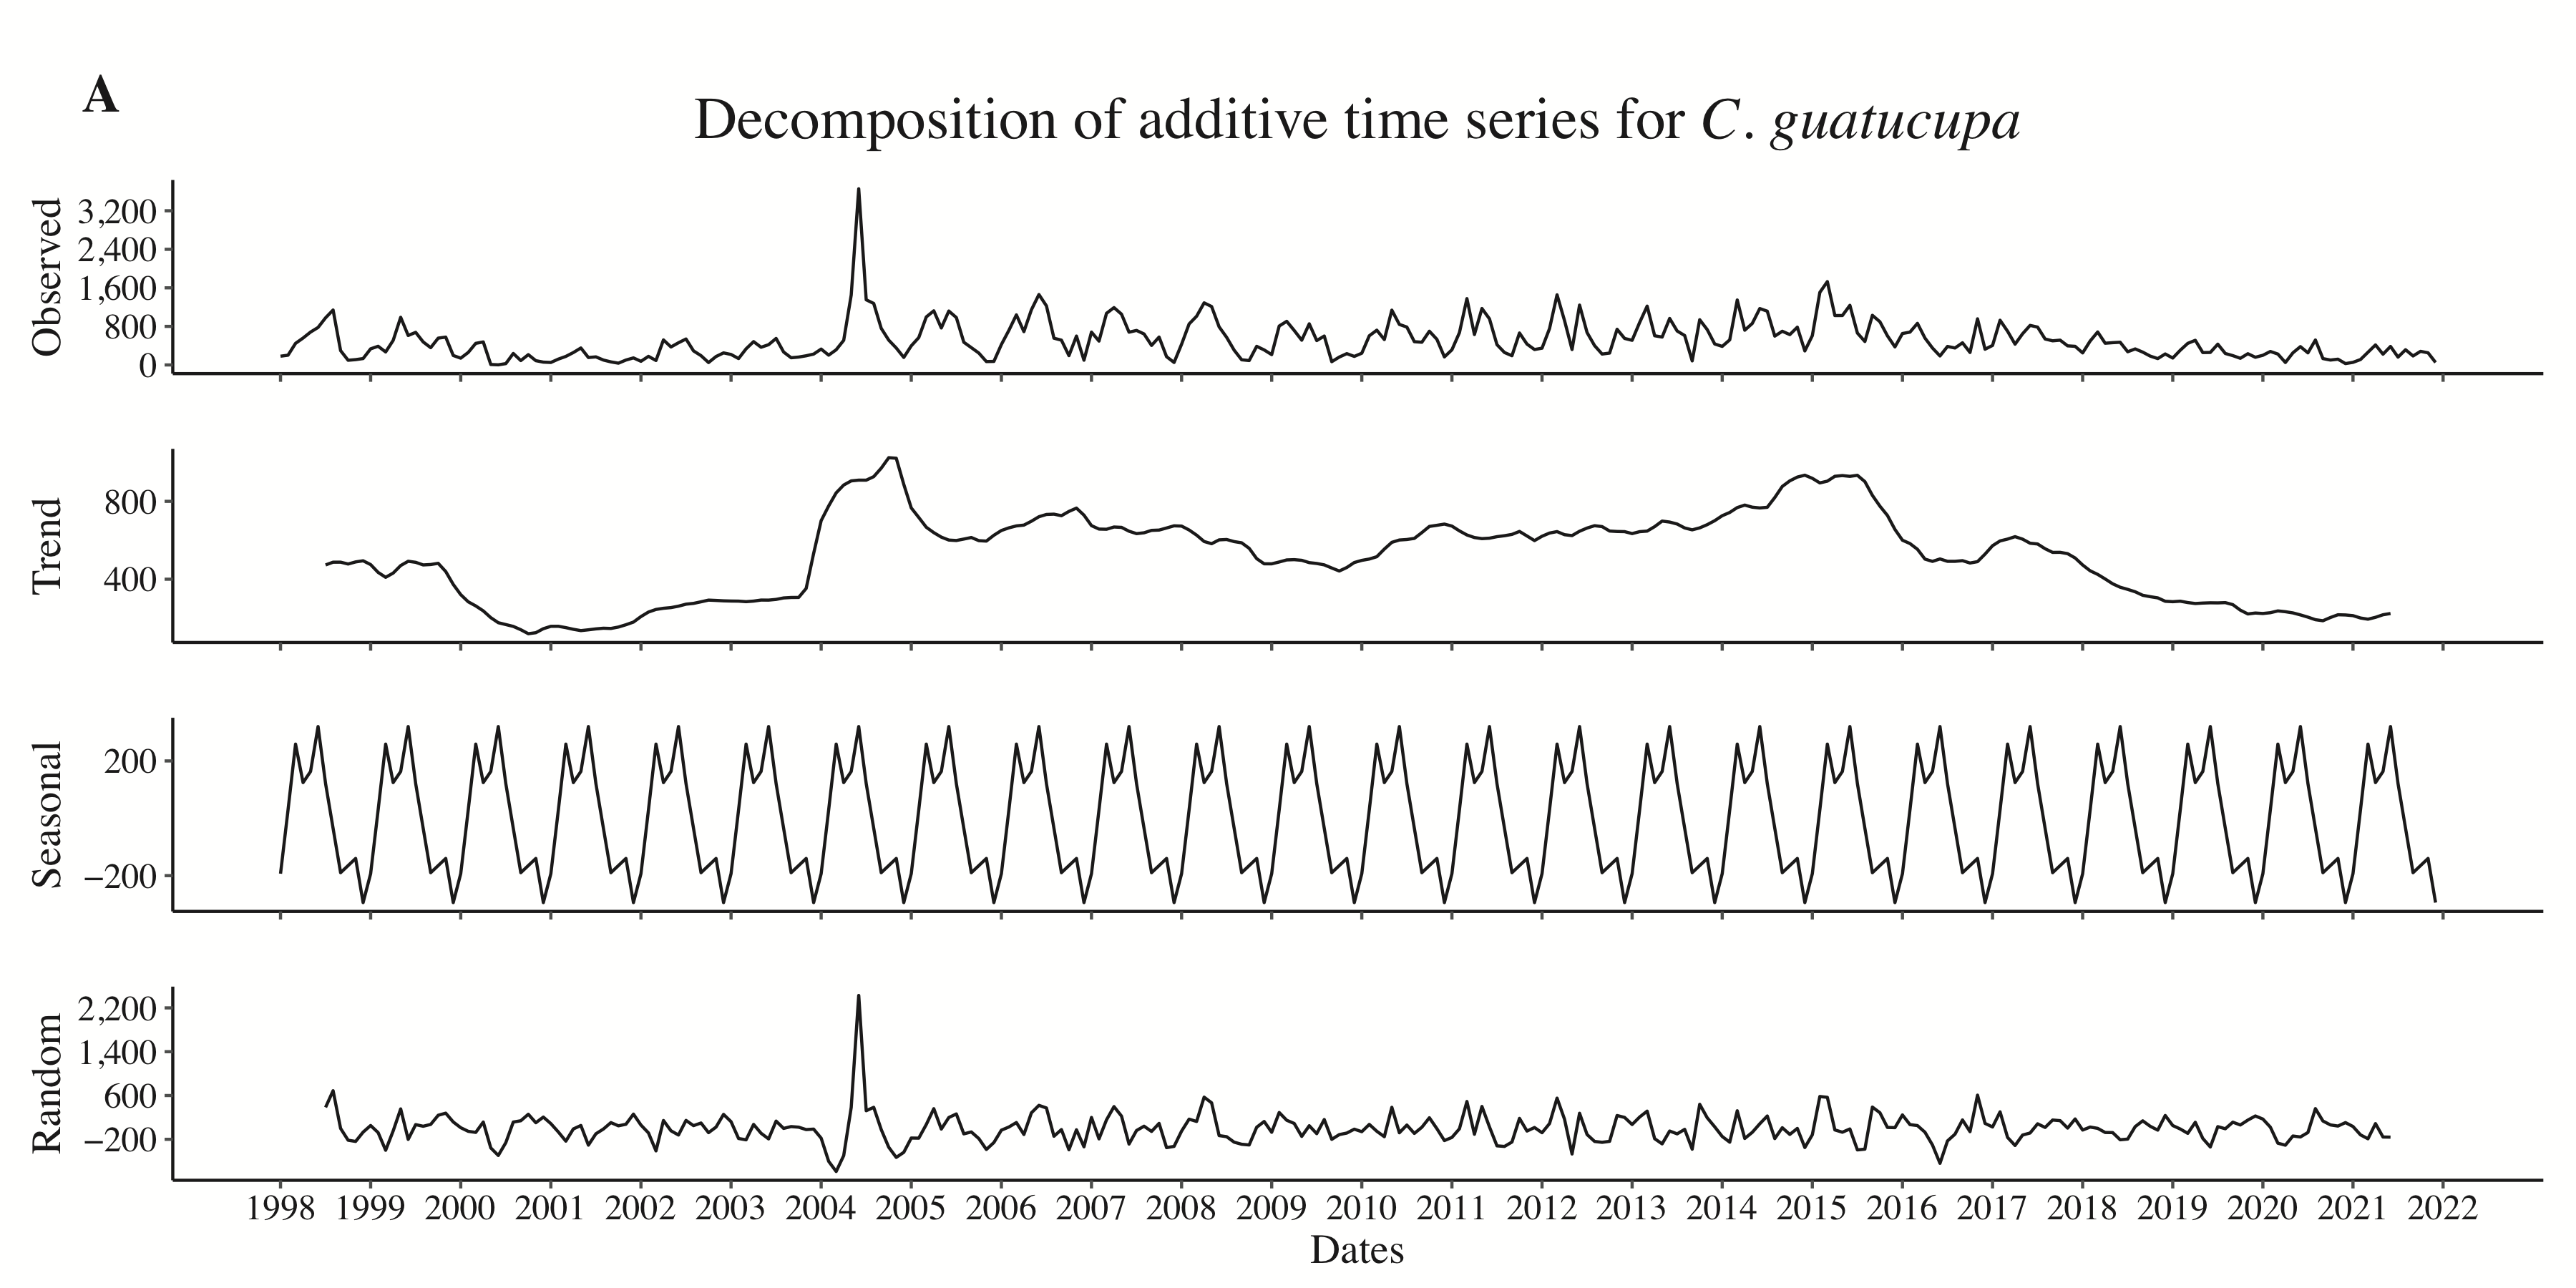 A
Decomposition of additive time series for C. guatucupa
Observed
3,200
2,400
1,600
800
0
Trend
800
400
Seasonal
200
−200
Random
2,200
1,400
600
−200
1998 1999 2000 2001 2002 2003 2004 2005 2006 2007 2008 2009 2010 2011 2012 2013 2014 2015 2016 2017 2018 2019 2020 2021 2022
Dates